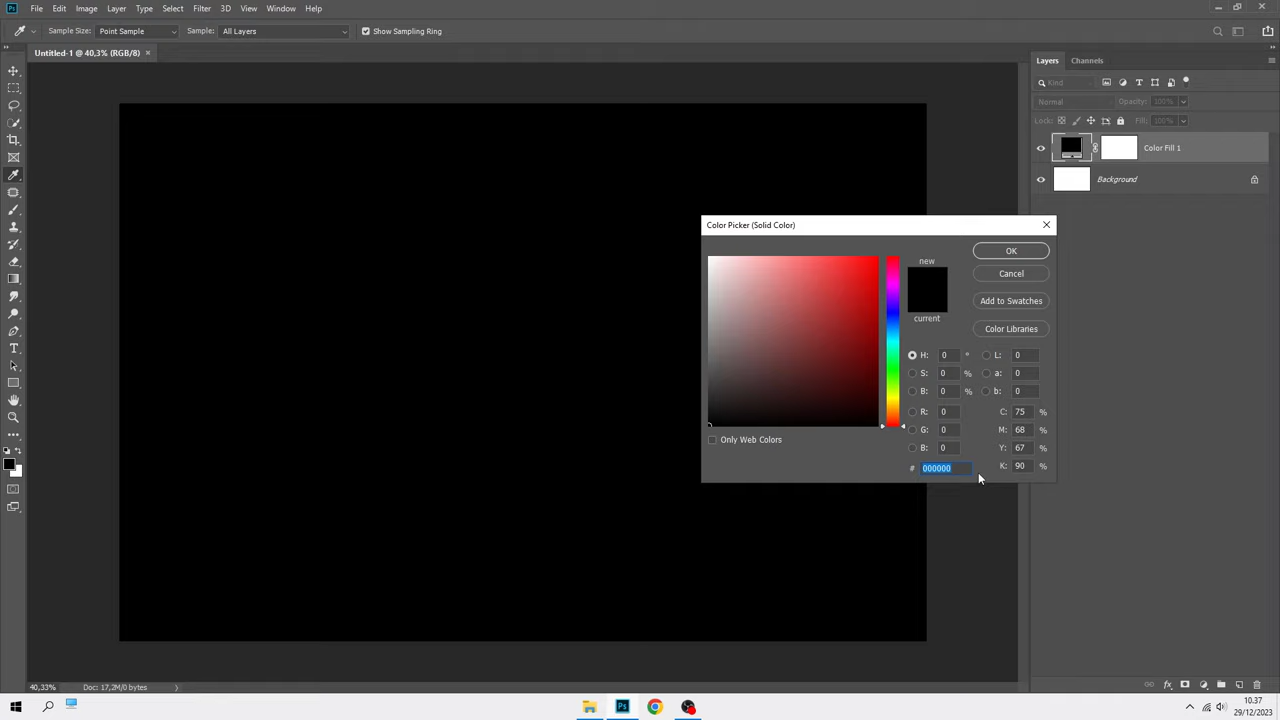 Ps File Edit Image Layer Type Select Filter 3D View Window Help
Sample Size: Point Sample Sample: All Layers Show Sampling Ring
Untitled-1 @ 40,3% (RGB/8) ×
Layers Channels
Kind
Normal Opacity: 100%
Lock: Fill: 100%
Color Fill 1
Background
Color Picker (Solid Color)
new
current
OK
Cancel
Add to Swatches
Color Libraries
H: 0 ° L: 0
S: 0 % a: 0
B: 0 % b: 0
R: 0 C: 75 %
G: 0 M: 68 %
B: 0 Y: 67 %
# 000000 K: 90 %
Only Web Colors
40,33% Doc: 17,2M/0 bytes
Ps
10.37
29/12/2023